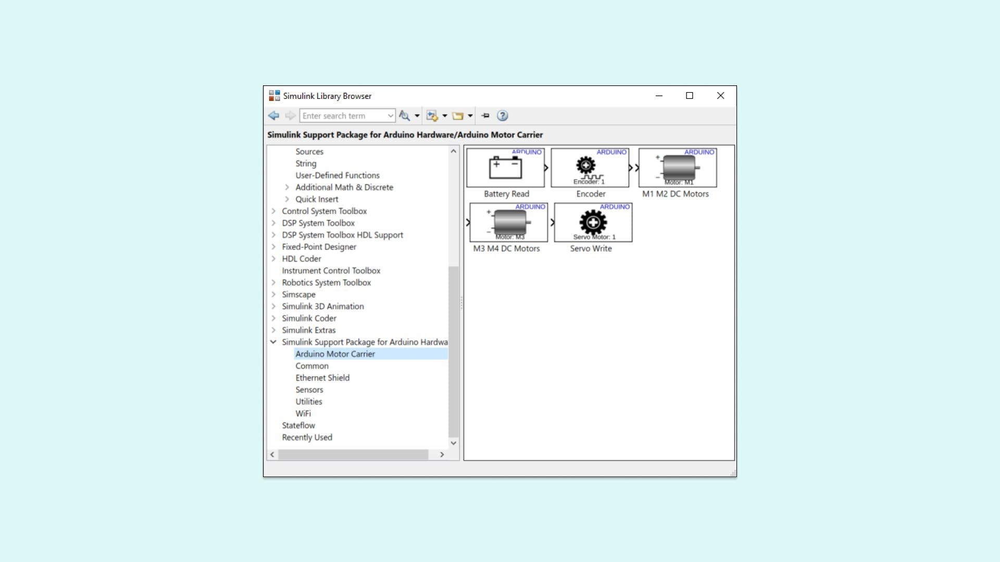 Simulink Library Browser
Enter search term
Simulink Support Package for Arduino Hardware/Arduino Motor Carrier
Sources
String
User-Defined Functions
Additional Math & Discrete
Quick Insert
Control System Toolbox
DSP System Toolbox
DSP System Toolbox HDL Support
Fixed-Point Designer
HDL Coder
Instrument Control Toolbox
Robotics System Toolbox
Simscape
Simulink 3D Animation
Simulink Coder
Simulink Extras
Simulink Support Package for Arduino Hardwa
Arduino Motor Carrier
Common
Ethernet Shield
Sensors
Utilities
WiFi
Stateflow
Recently Used
ARDUINO
Battery Read
ARDUINO
Encoder: 1
Encoder
ARDUINO
Motor: M1
M1 M2 DC Motors
ARDUINO
Motor: M3
M3 M4 DC Motors
ARDUINO
Servo Motor: 1
Servo Write